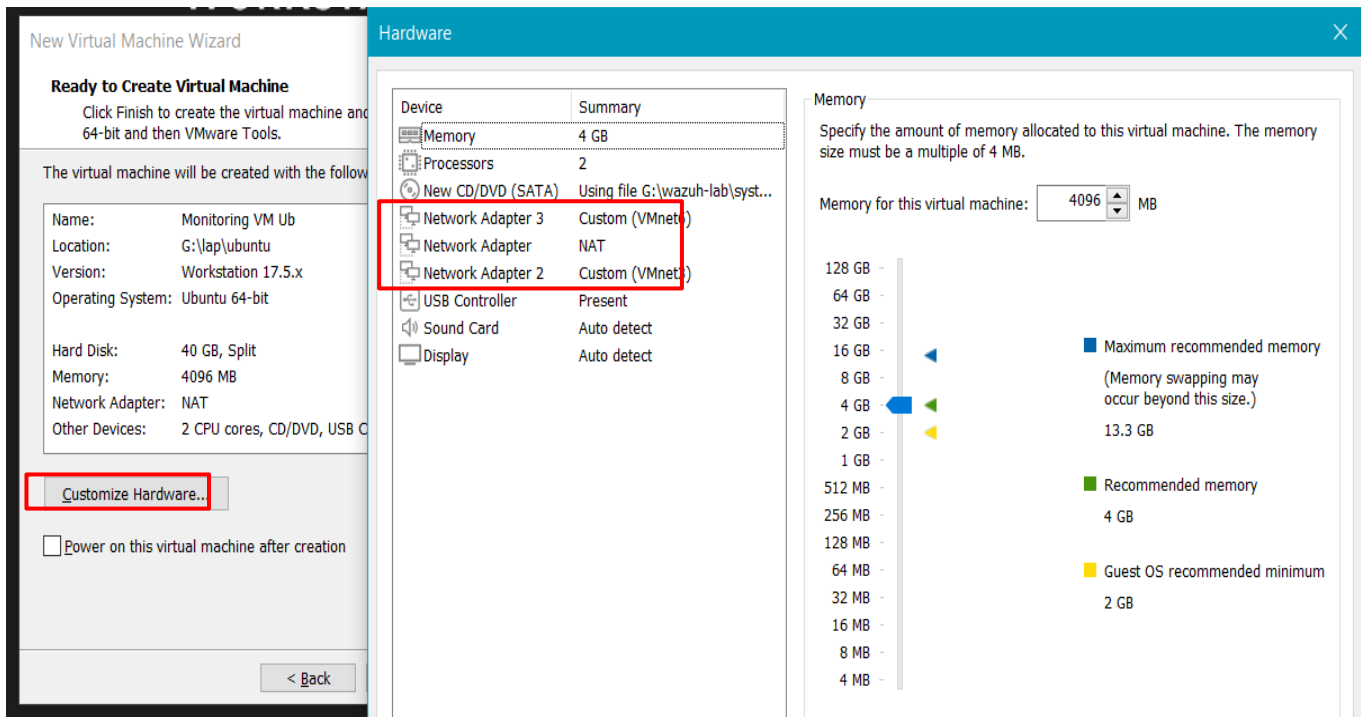 New Virtual Machine Wizard
Ready to Create Virtual Machine
Click Finish to create the virtual machine and
64-bit and then VMware Tools.
The virtual machine will be created with the follow
Name: Monitoring VM Ub
Location: G:\lap\ubuntu
Version: Workstation 17.5.x
Operating System: Ubuntu 64-bit
Hard Disk: 40 GB, Split
Memory: 4096 MB
Network Adapter: NAT
Other Devices: 2 CPU cores, CD/DVD, USB C
Customize Hardware...
Power on this virtual machine after creation
< Back
Hardware
X
Device Summary
Memory 4 GB
Processors 2
New CD/DVD (SATA) Using file G:\wazuh-lab\syst...
Network Adapter 3 Custom (VMnet6)
Network Adapter NAT
Network Adapter 2 Custom (VMnet3)
USB Controller Present
Sound Card Auto detect
Display Auto detect
Memory
Specify the amount of memory allocated to this virtual machine. The memory
size must be a multiple of 4 MB.
Memory for this virtual machine: 4096 MB
128 GB
64 GB
32 GB
16 GB
8 GB
4 GB
2 GB
1 GB
512 MB
256 MB
128 MB
64 MB
32 MB
16 MB
8 MB
4 MB
Maximum recommended memory
(Memory swapping may
occur beyond this size.)
13.3 GB
Recommended memory
4 GB
Guest OS recommended minimum
2 GB